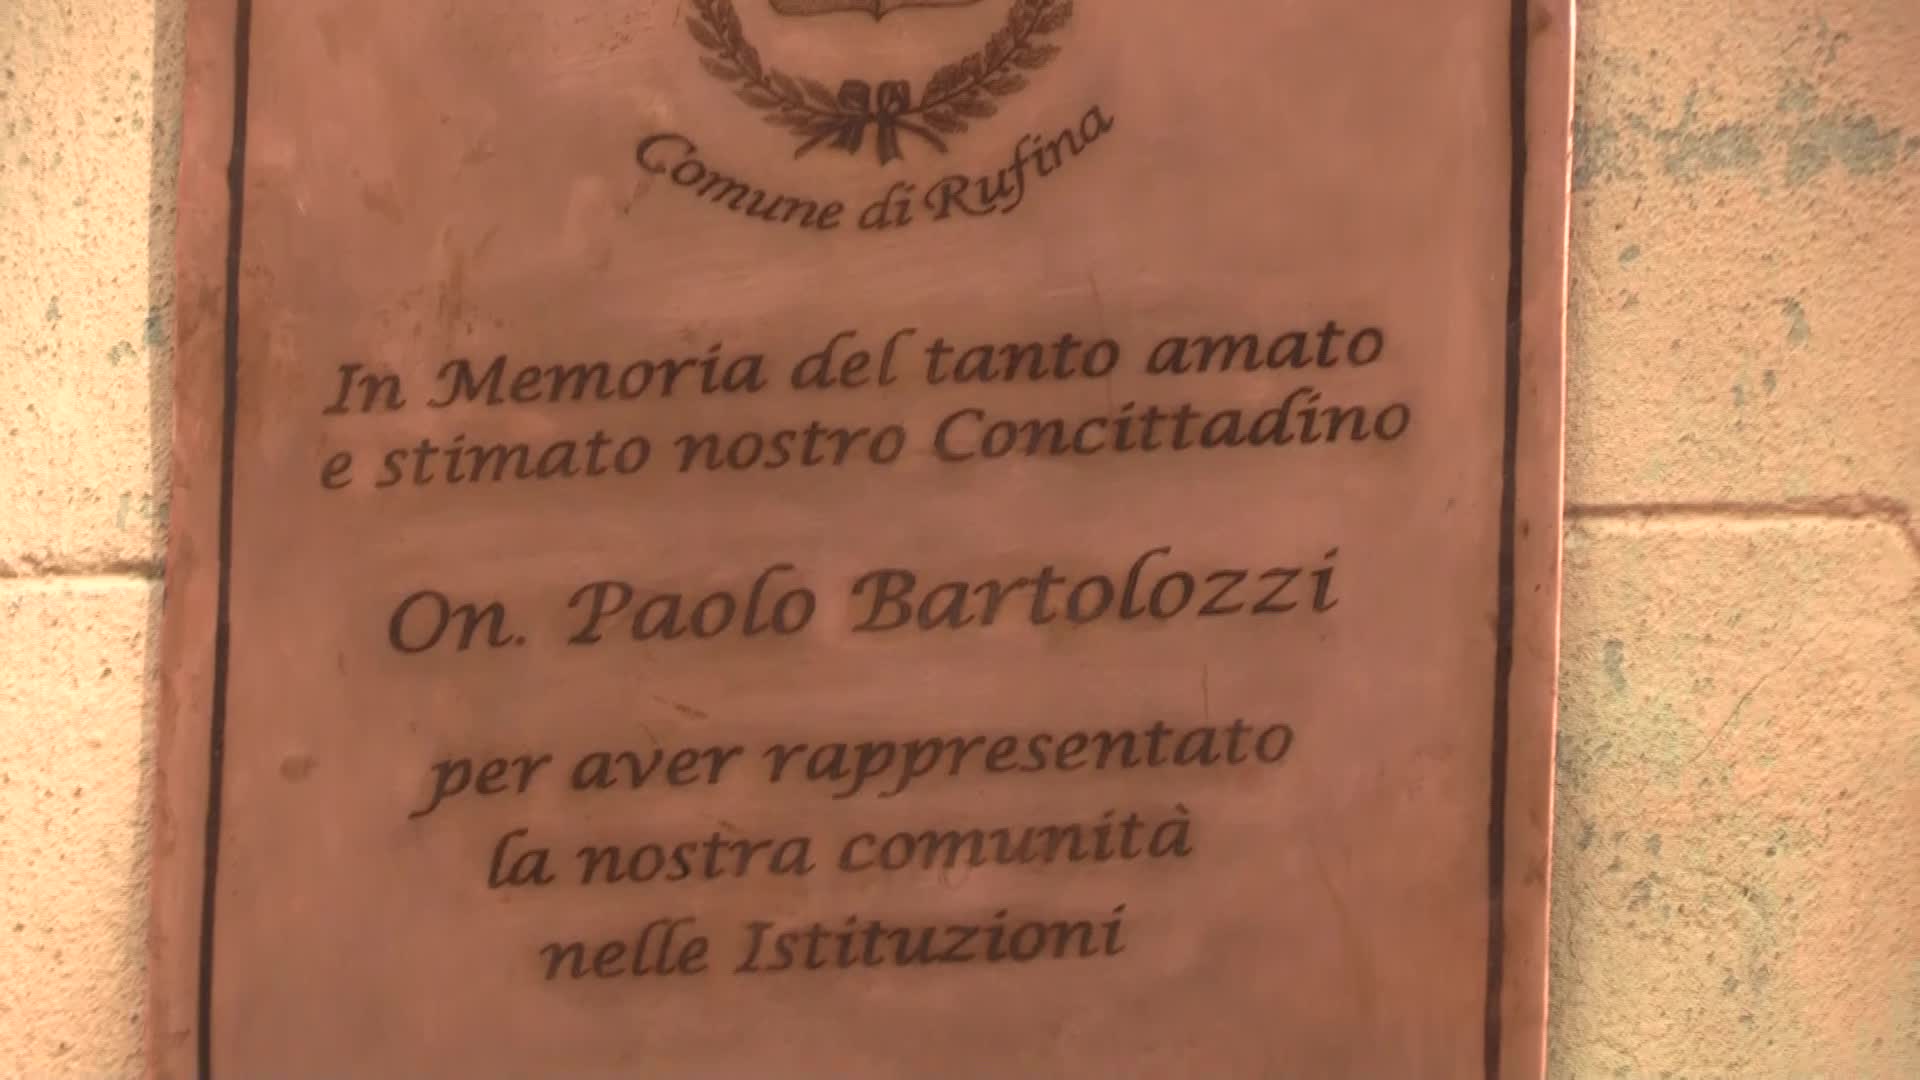 Comune di Rufina
In Memoria del tanto amato
e stimato nostro Concittadino
On. Paolo Bartolozzi
per aver rappresentato
la nostra comunità
nelle Istituzioni